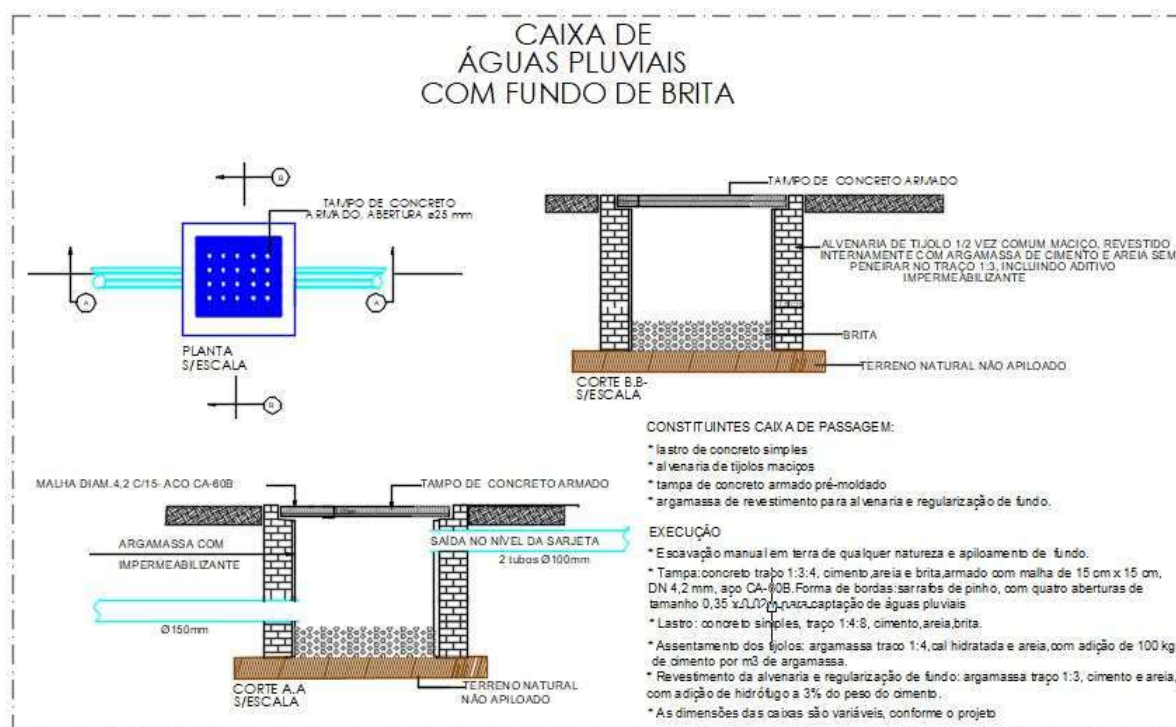 CAIXA DE
ÁGUAS PLUVIAIS
COM FUNDO DE BRITA
B
TAMPO DE CONCRETO
ARMADO, ABERTURA ø25 mm
A
A
PLANTA
S/ESCALA
B
TAMPO DE CONCRETO ARMADO
ALVENARIA DE TIJOLO 1/2 VEZ COMUM MACIÇO, REVESTIDO
INTERNAMENTE COM ARGAMASSA DE CIMENTO E AREIA SEM
PENEIRAR NO TRAÇO 1:3, INCLUINDO ADITIVO
IMPERMEABILIZANTE
BRITA
TERRENO NATURAL NÃO APILOADO
CORTE B.B-
S/ESCALA
MALHA DIAM.4,2 C/15- ACO CA-60B
TAMPO DE CONCRETO ARMADO
ARGAMASSA COM
IMPERMEABILIZANTE
SAÍDA NO NÍVEL DA SARJETA
2 tubos Ø100mm
Ø150mm
CORTE A.A
S/ESCALA
TERRENO NATURAL
NÃO APILOADO
CONSTITUINTES CAIXA DE PASSAGEM:
* lastro de concreto simples
* alvenaria de tijolos maciços
* tampa de concreto armado pré-moldado
* argamassa de revestimento para alvenaria e regularização de fundo.
EXECUÇÃO
* Escavação manual em terra de qualquer natureza e apiloamento de fundo.
* Tampa:concreto traço 1:3:4, cimento,areia e brita,armado com malha de 15 cm x 15 cm,
DN 4,2 mm, aço CA-60B.Forma de bordas:sarrafos de pinho, com quatro aberturas de
tamanho 0,35 x captação de águas pluviais
* Lastro: concreto simples, traço 1:4:8, cimento,areia,brita.
* Assentamento dos tijolos: argamassa traco 1:4,cal hidratada e areia,com adição de 100 kg
de cimento por m3 de argamassa.
* Revestimento da alvenaria e regularização de fundo: argamassa traço 1:3, cimento e areia,
com adição de hidrófugo a 3% do peso do cimento.
* As dimensões das caixas são variáveis, conforme o projeto